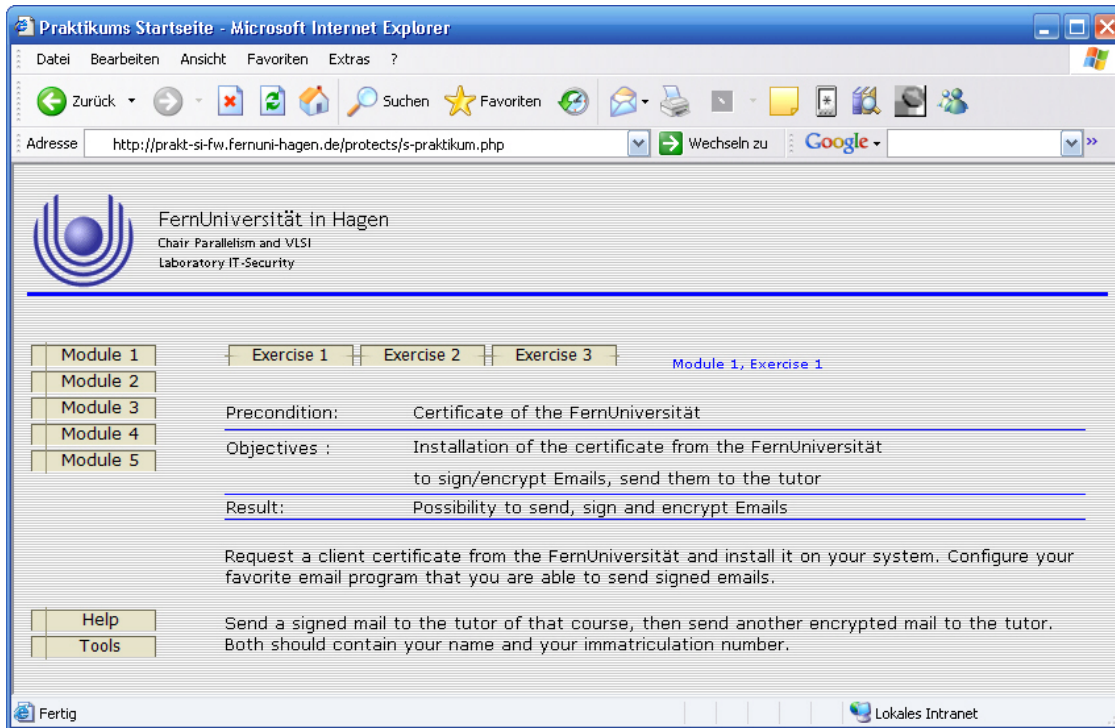 Praktikums Startseite - Microsoft Internet Explorer
Datei Bearbeiten Ansicht Favoriten Extras ?
Zurück Suchen Favoriten
Adresse http://prakt-si-fw.fernuni-hagen.de/protects/s-praktikum.php Wechseln zu Google »
FernUniversität in Hagen
Chair Parallelism and VLSI
Laboratory IT-Security
Module 1
Module 2
Module 3
Module 4
Module 5
Help
Tools
Exercise 1 Exercise 2 Exercise 3 Module 1, Exercise 1
Precondition: Certificate of the FernUniversität
Objectives : Installation of the certificate from the FernUniversität
to sign/encrypt Emails, send them to the tutor
Result: Possibility to send, sign and encrypt Emails
Request a client certificate from the FernUniversität and install it on your system. Configure your
favorite email program that you are able to send signed emails.
Send a signed mail to the tutor of that course, then send another encrypted mail to the tutor.
Both should contain your name and your immatriculation number.
Fertig Lokales Intranet